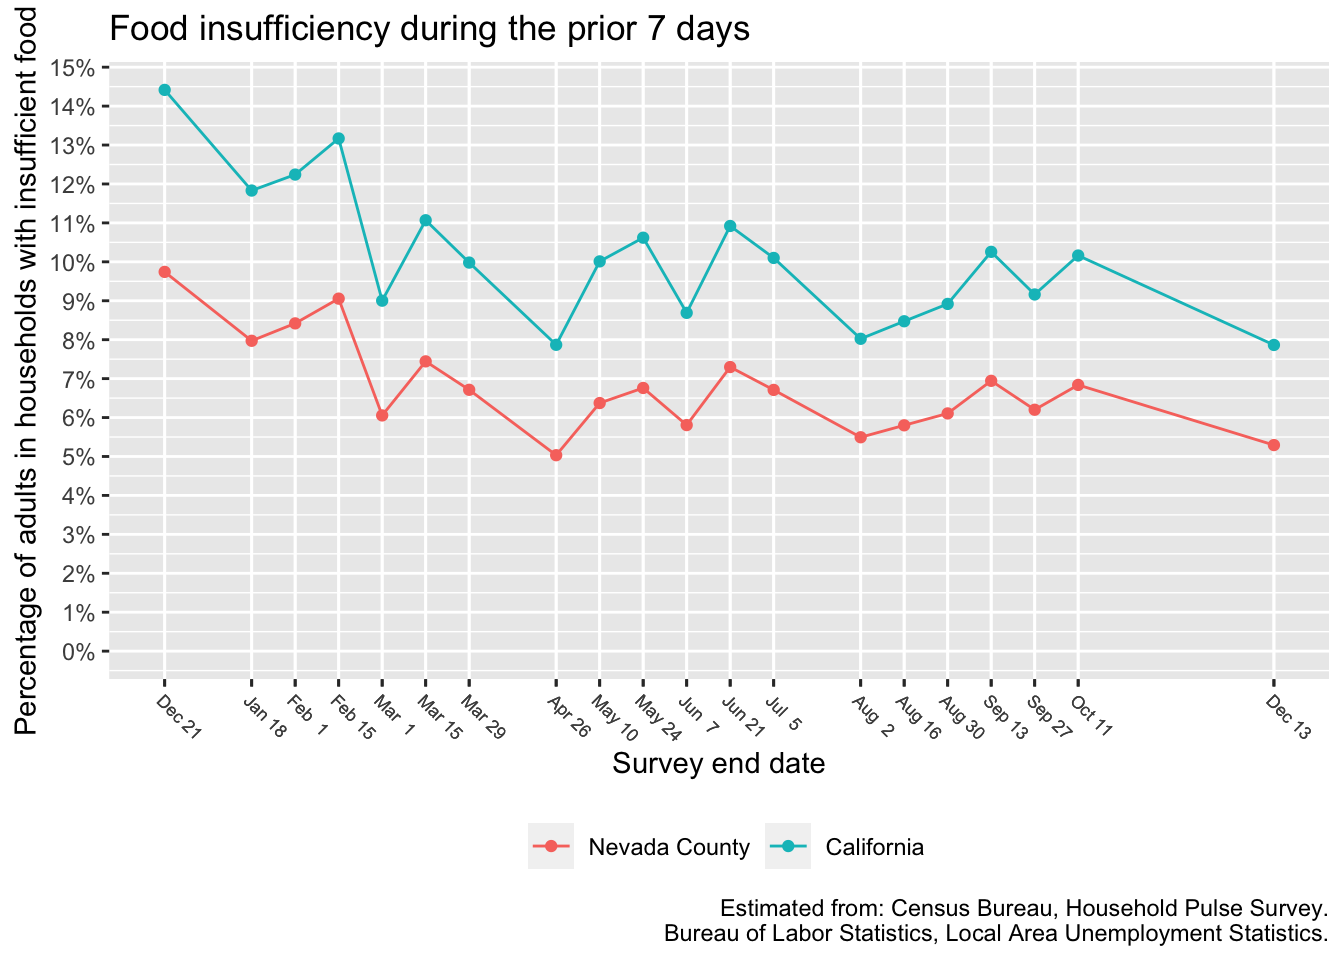 Food insufficiency during the prior 7 days
Percentage of adults in households with insufficient food
15%
14%
13%
12%
11%
10%
9%
8%
7%
6%
5%
4%
3%
2%
1%
0%
Dec 21
Jan 18
Feb 1
Feb 15
Mar 1
Mar 15
Mar 29
Apr 26
May 10
May 24
Jun 7
Jun 21
Jul 5
Aug 2
Aug 16
Aug 30
Sep 13
Sep 27
Oct 11
Dec 13
Survey end date
Nevada County
California
Estimated from: Census Bureau, Household Pulse Survey.
Bureau of Labor Statistics, Local Area Unemployment Statistics.